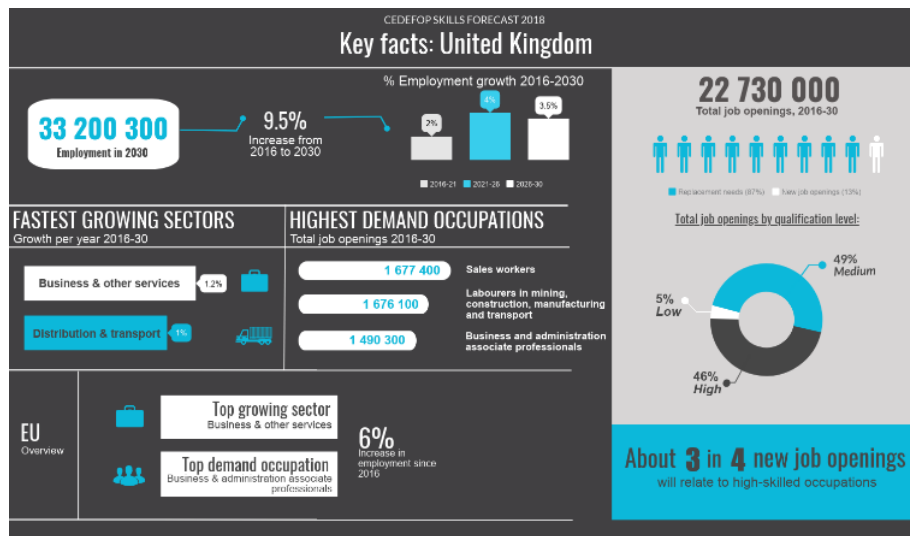 CEDEFOP SKILLS FORECAST 2018
Key facts: United Kingdom
33 200 300
Employment in 2030
9.5%
Increase from
2016 to 2030
% Employment growth 2016-2030
2%
4%
3.5%
2016-21
2021-26
2026-30
22 730 000
Total job openings, 2016-30
Replacement needs (87%)
New job openings (13%)
Total job openings by qualification level:
49%
Medium
5%
Low
46%
High
About 3 in 4 new job openings
will relate to high-skilled occupations
FASTEST GROWING SECTORS
Growth per year 2016-30
Business & other services
1.2%
Distribution & transport
1%
HIGHEST DEMAND OCCUPATIONS
Total job openings 2016-30
1 677 400
Sales workers
1 676 100
Labourers in mining,
construction, manufacturing
and transport
1 490 300
Business and administration
associate professionals
EU
Overview
Top growing sector
Business & other services
Top demand occupation
Business & administration associate
professionals
6%
Increase in
employment since
2016